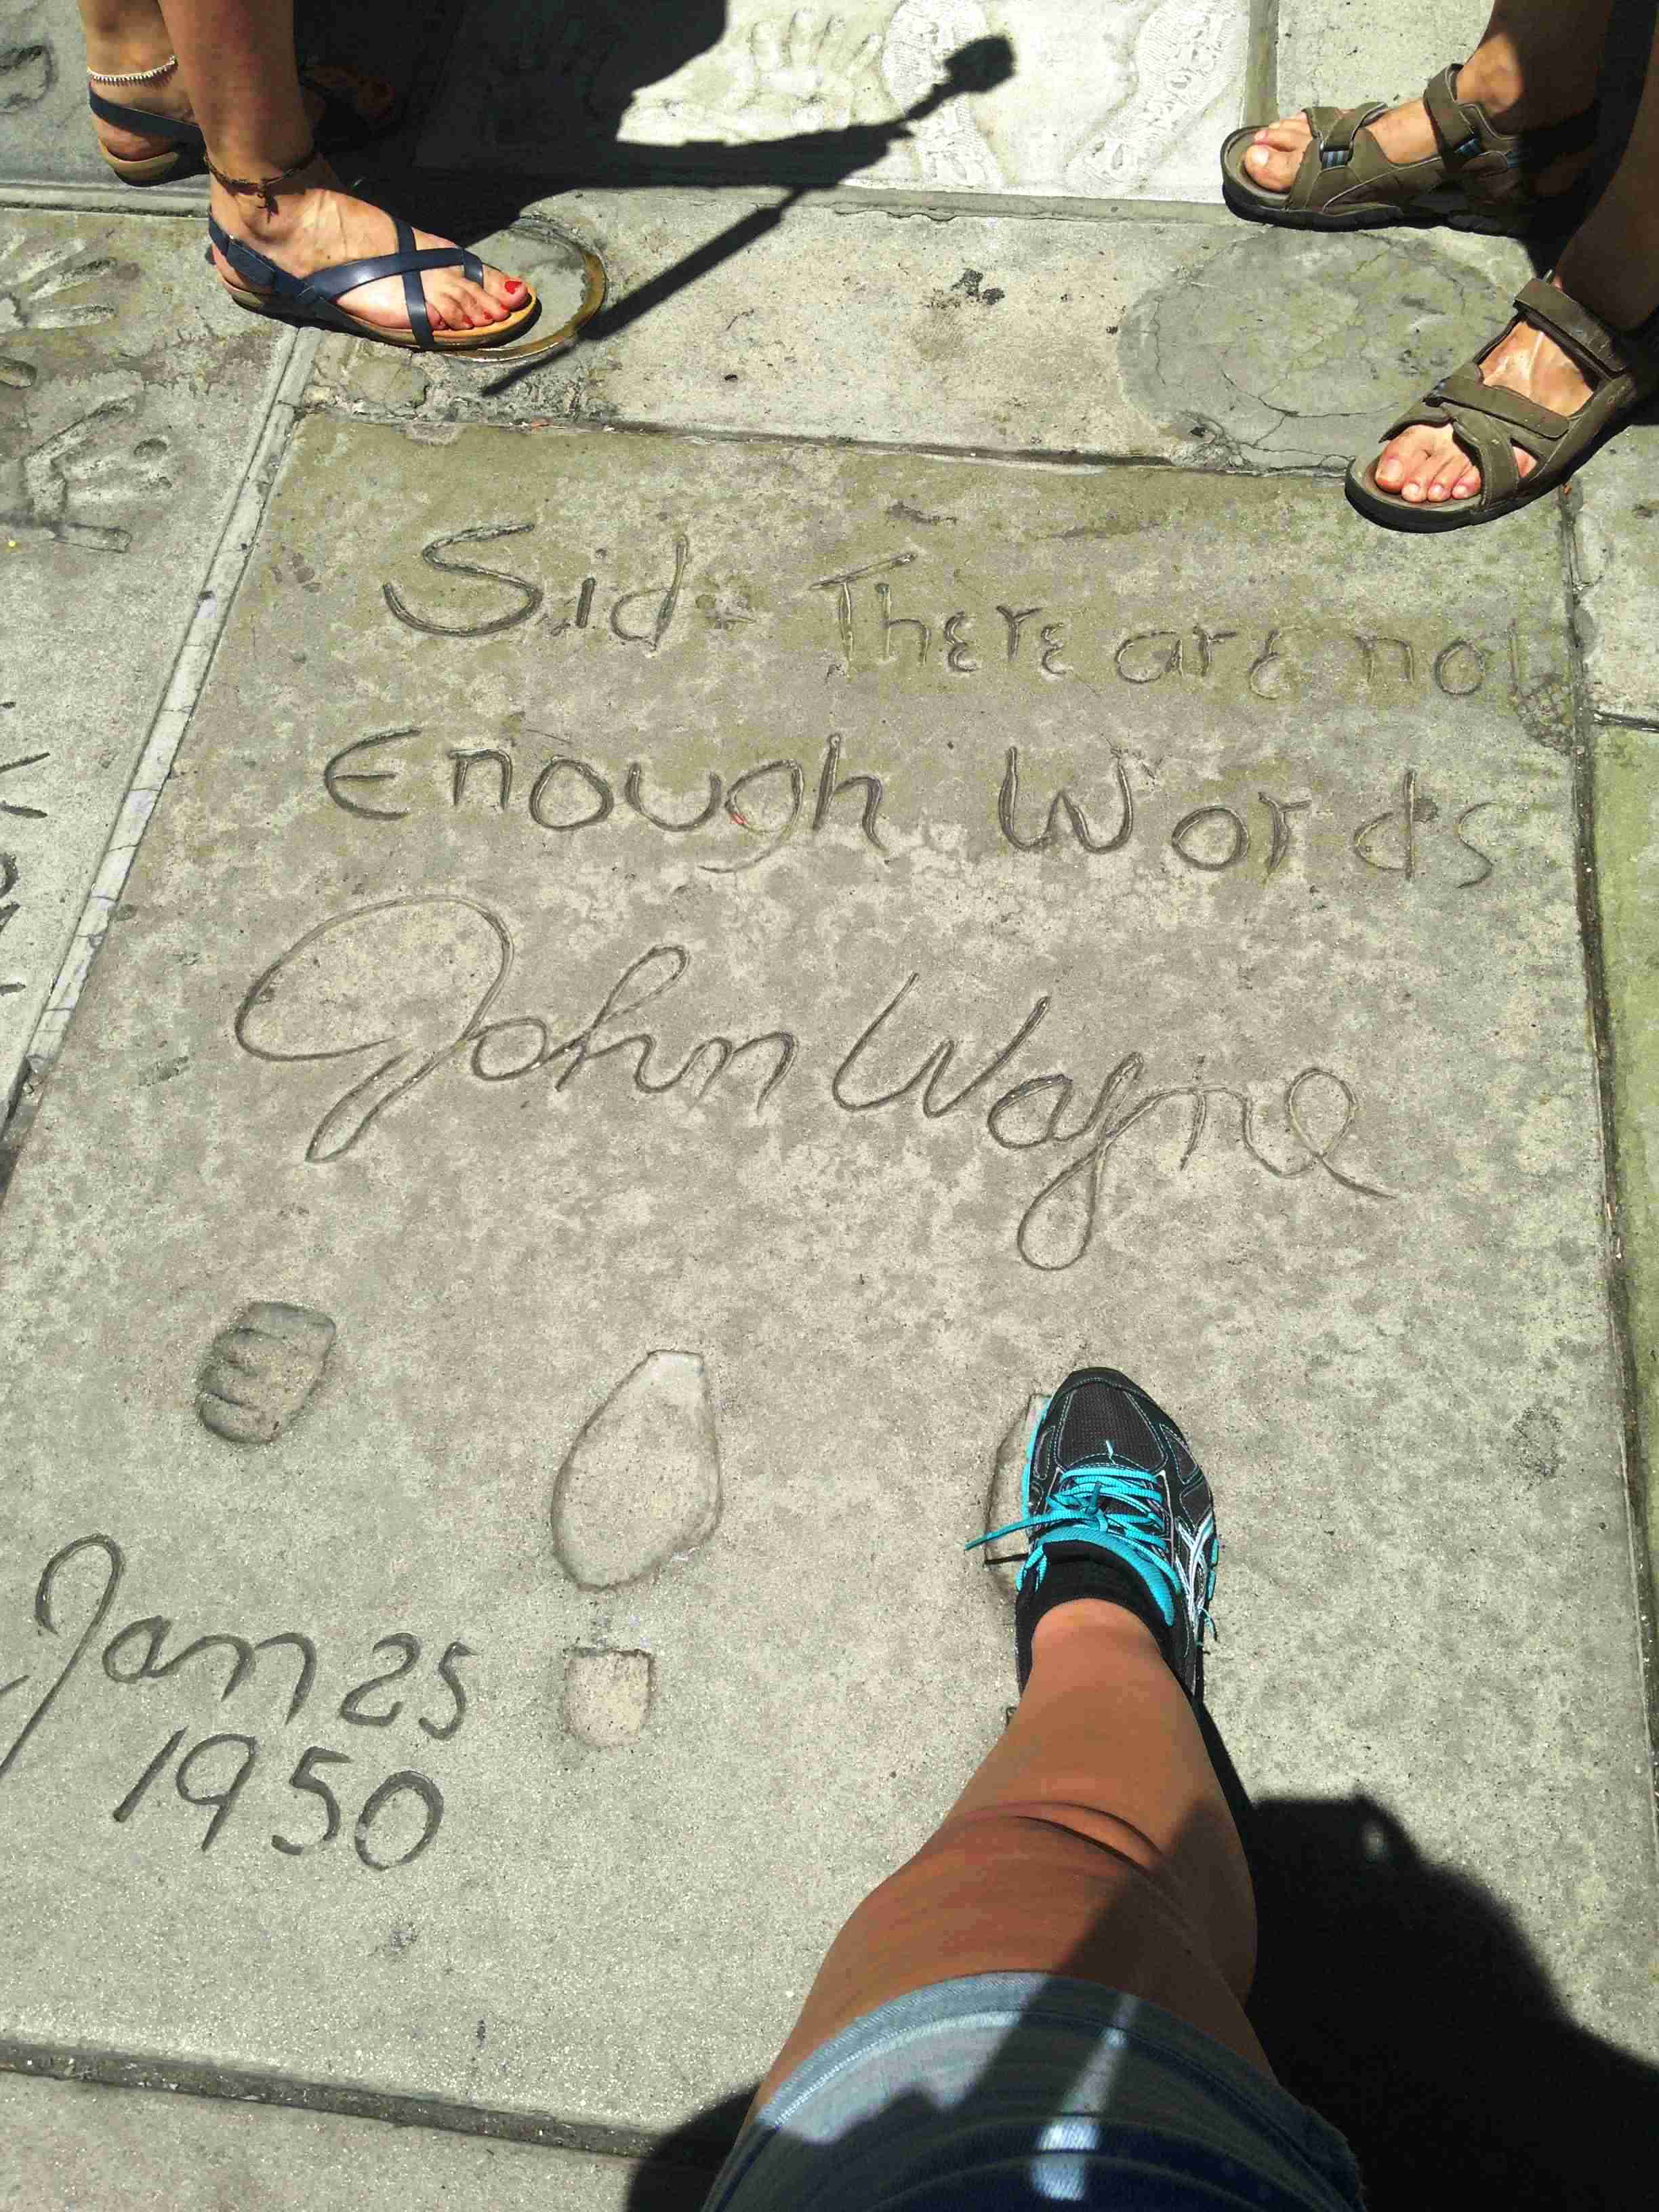 Sid - There are not
Enough Words
John Wayne
Jan 25
1950